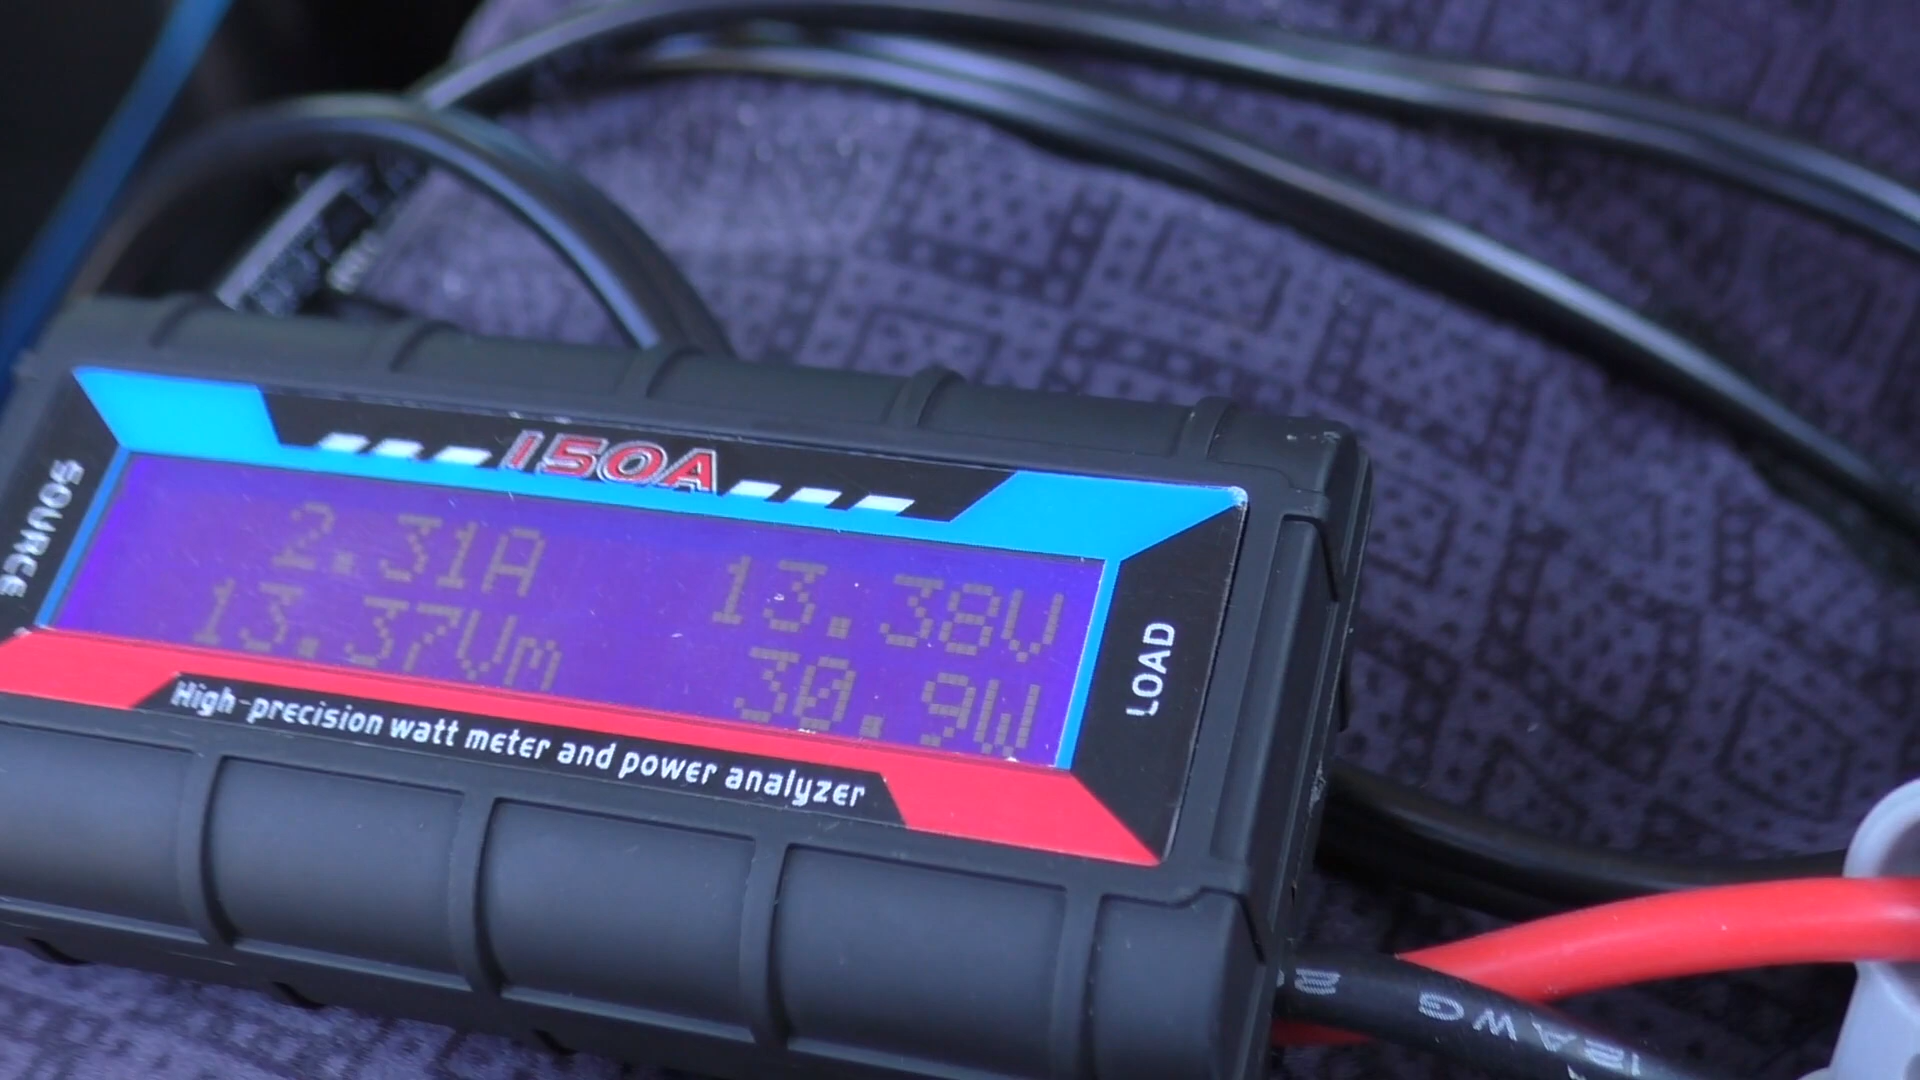 150A
SOURCE
2.31A 13.38V
13.37Vm 30.9W
LOAD
High-precision watt meter and power analyzer
12AWG